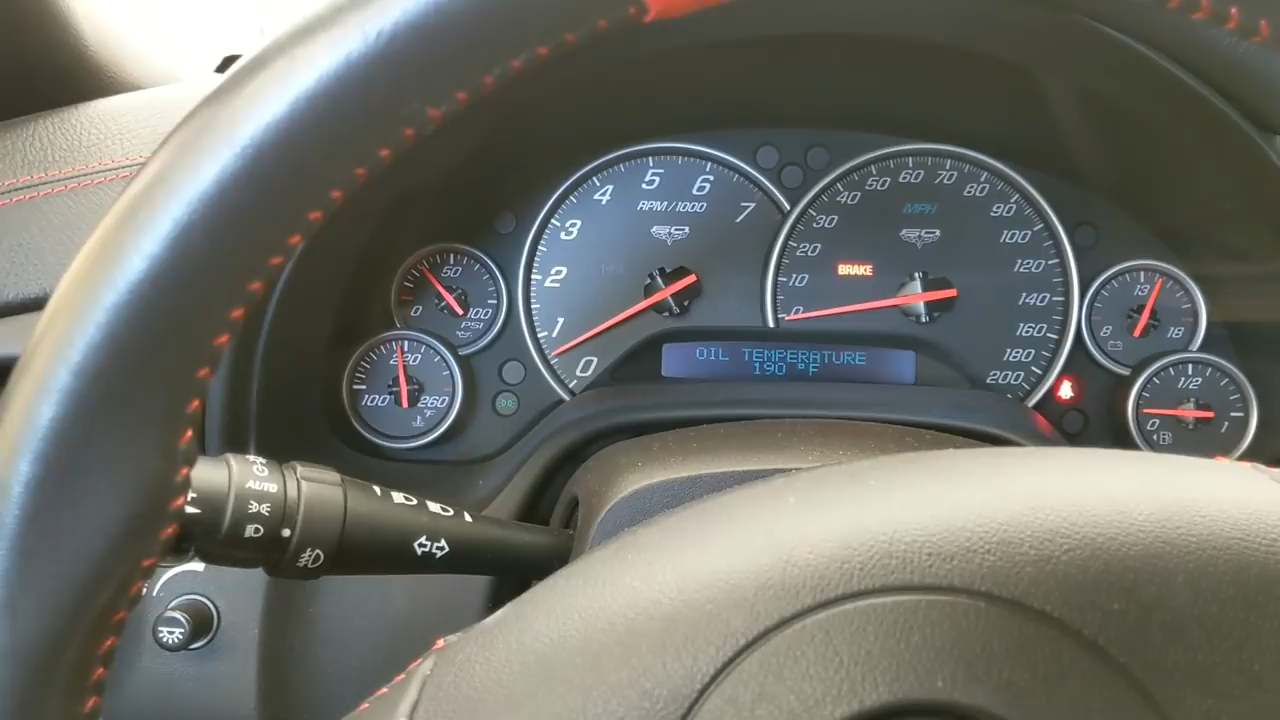 0 1 2 3 4 5 6 7
RPM/1000
60
0 10 20 30 40 50 60 70 80 90 100 120 140 160 180 200
MPH
60
BRAKE
0 50 100
PSI
100 220 260
°F
8 13 18
0 1/2 1
OIL TEMPERATURE
190 °F
AUTO